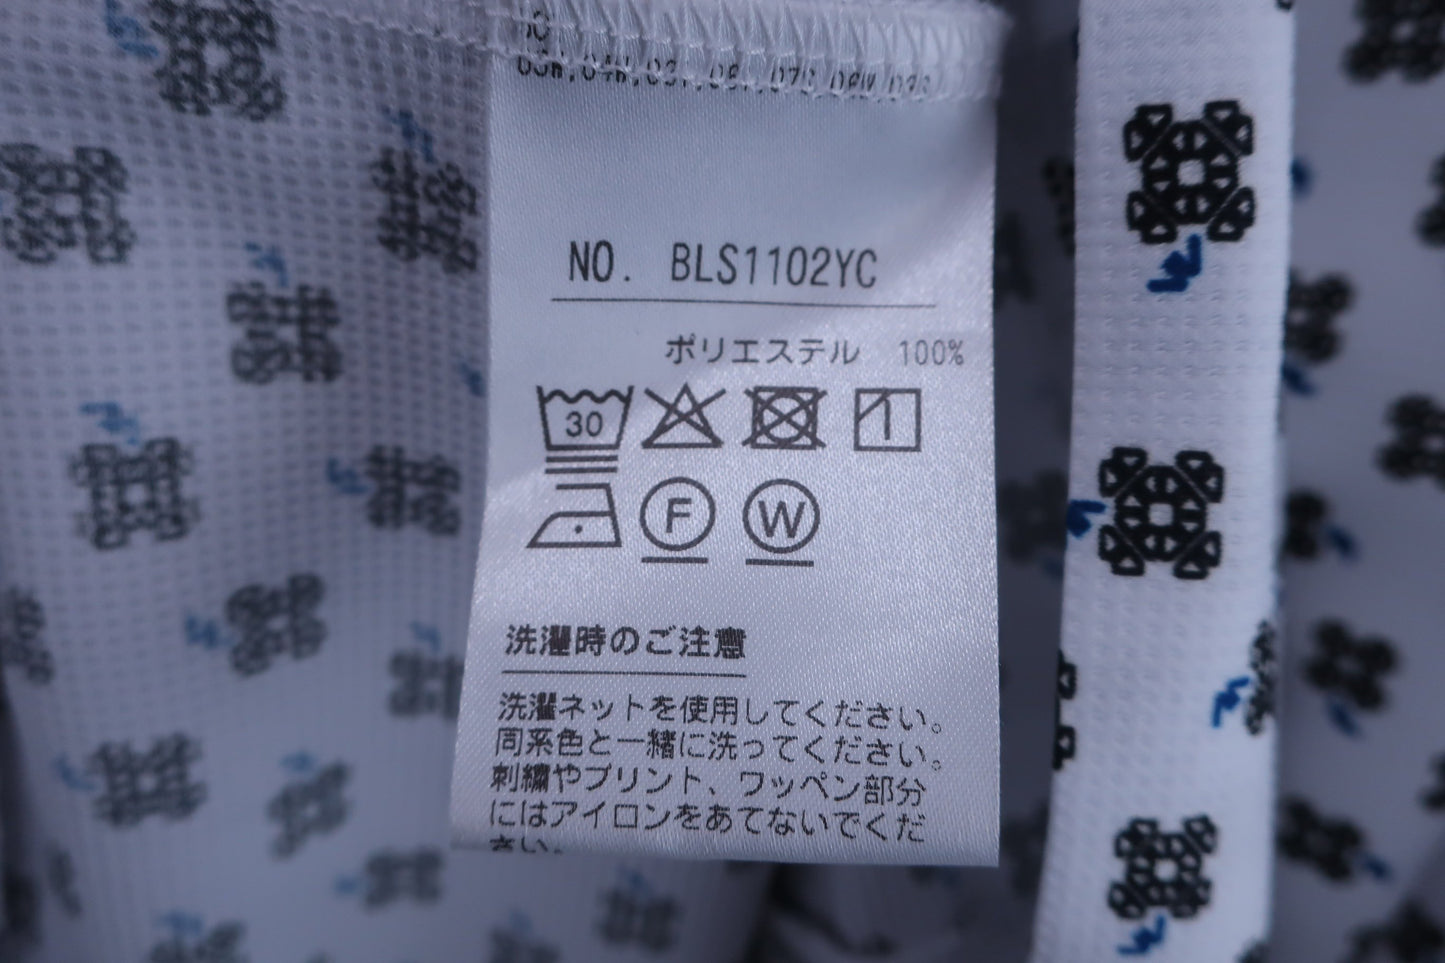 NO. BLS1102YC
ポリエステル 100%
30
1
F W
洗濯時のご注意
洗濯ネットを使用してください。
同系色と一緒に洗ってください。
刺繍やプリント、ワッペン部分
にはアイロンをあてないでくだ
さい。